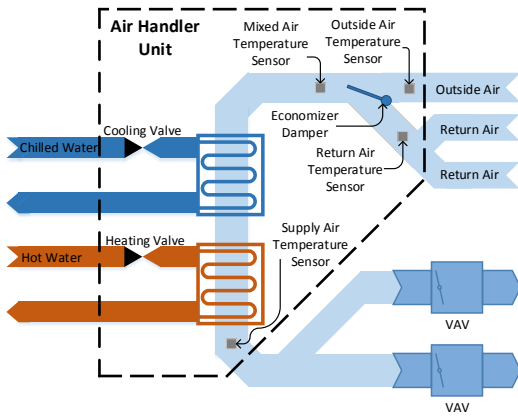 Air Handler
Unit
Mixed Air
Temperature
Sensor
Outside Air
Temperature
Sensor
Outside Air
Economizer
Damper
Return Air
Return Air
Temperature
Sensor
Return Air
Cooling Valve
Chilled Water
Supply Air
Temperature
Sensor
Heating Valve
Hot Water
VAV
VAV